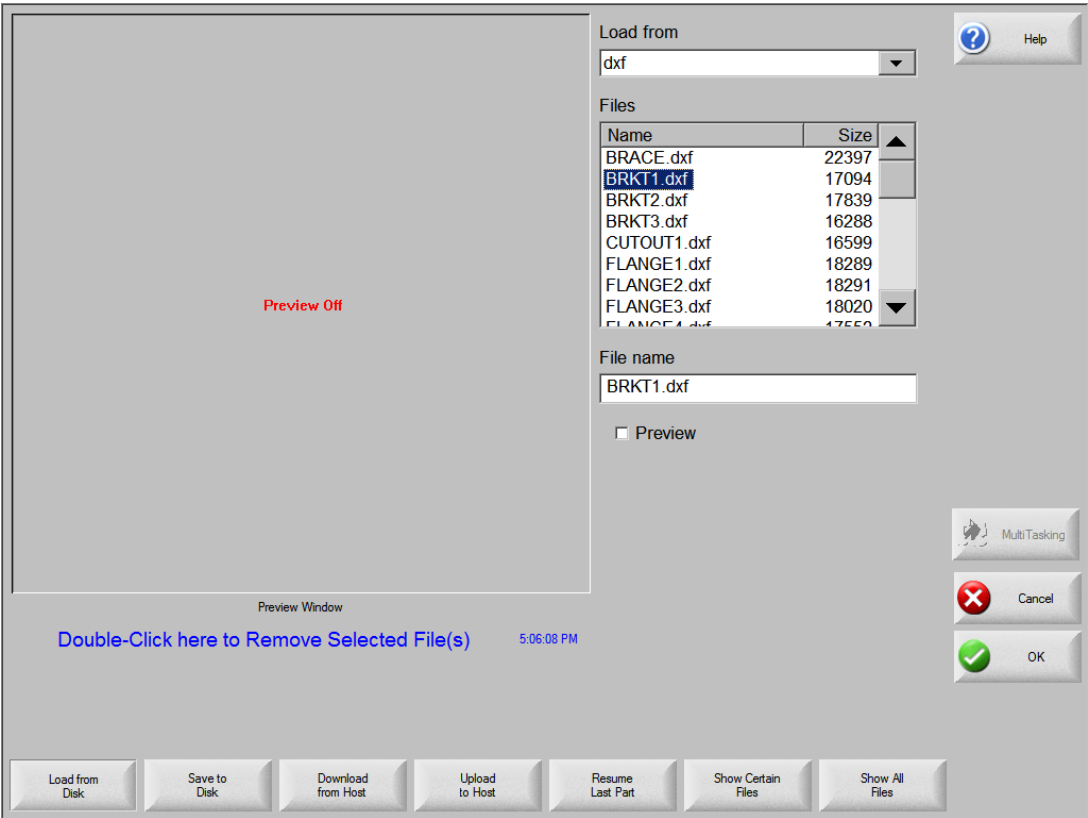 Load from
dxf
Help
Files
Name Size
BRACE.dxf 22397
BRKT1.dxf 17094
BRKT2.dxf 17839
BRKT3.dxf 16288
CUTOUT1.dxf 16599
FLANGE1.dxf 18289
FLANGE2.dxf 18291
FLANGE3.dxf 18020
FLANGE4.dxf 17552
Preview Off
File name
BRKT1.dxf
Preview
MultiTasking
Cancel
OK
Preview Window
Double-Click here to Remove Selected File(s) 5:06:08 PM
Load from
Disk
Save to
Disk
Download
from Host
Upload
to Host
Resume
Last Part
Show Certain
Files
Show All
Files